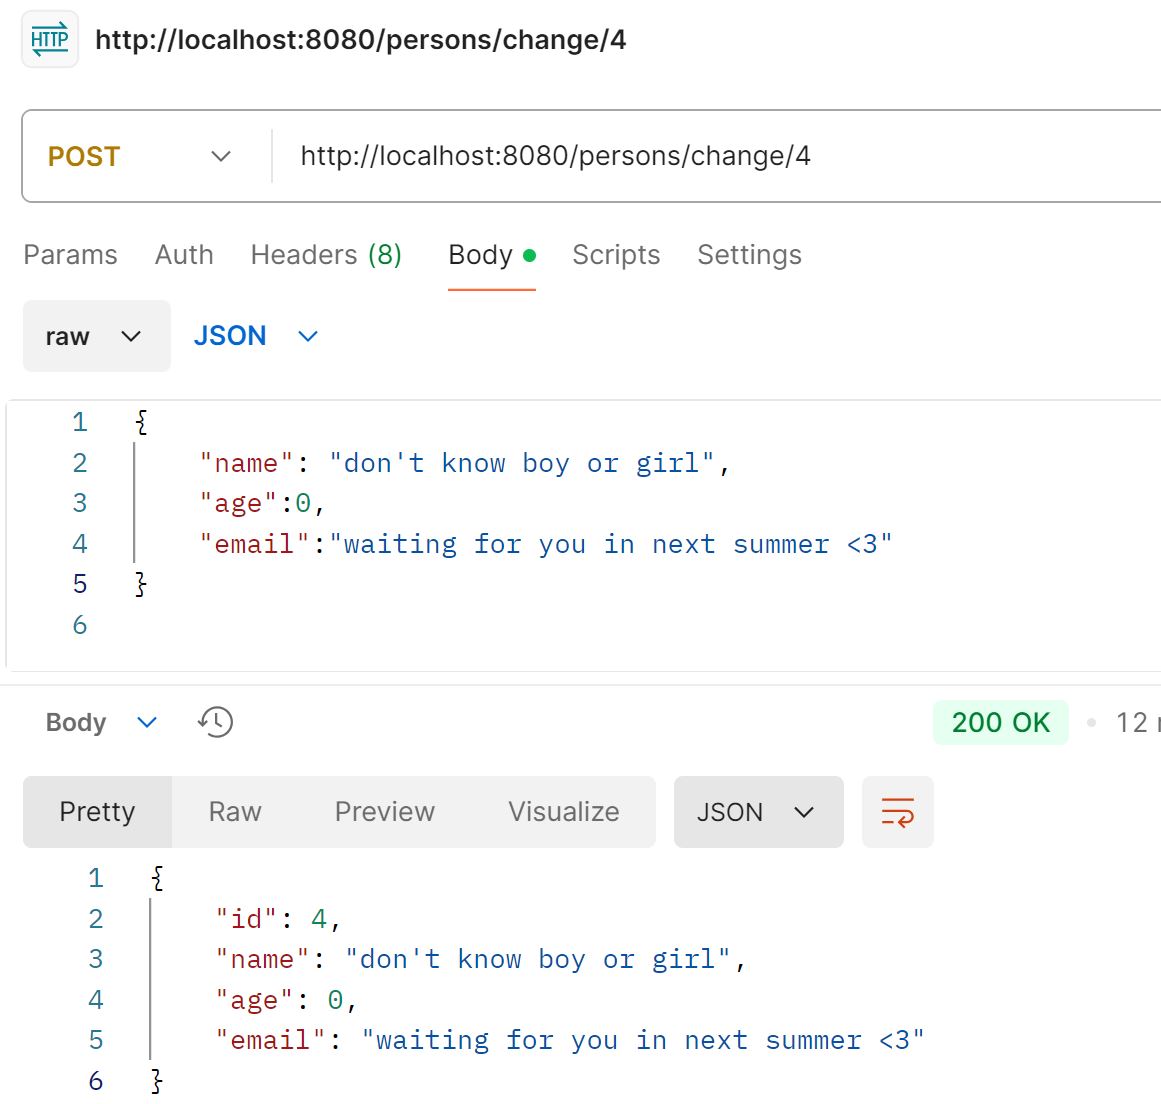 HTTP http://localhost:8080/persons/change/4
POST http://localhost:8080/persons/change/4
Params Auth Headers (8) Body Scripts Settings
raw JSON
1 {
2 "name": "don't know boy or girl",
3 "age":0,
4 "email":"waiting for you in next summer <3"
5 }
6
Body 200 OK • 12
Pretty Raw Preview Visualize JSON
1 {
2 "id": 4,
3 "name": "don't know boy or girl",
4 "age": 0,
5 "email": "waiting for you in next summer <3"
6 }